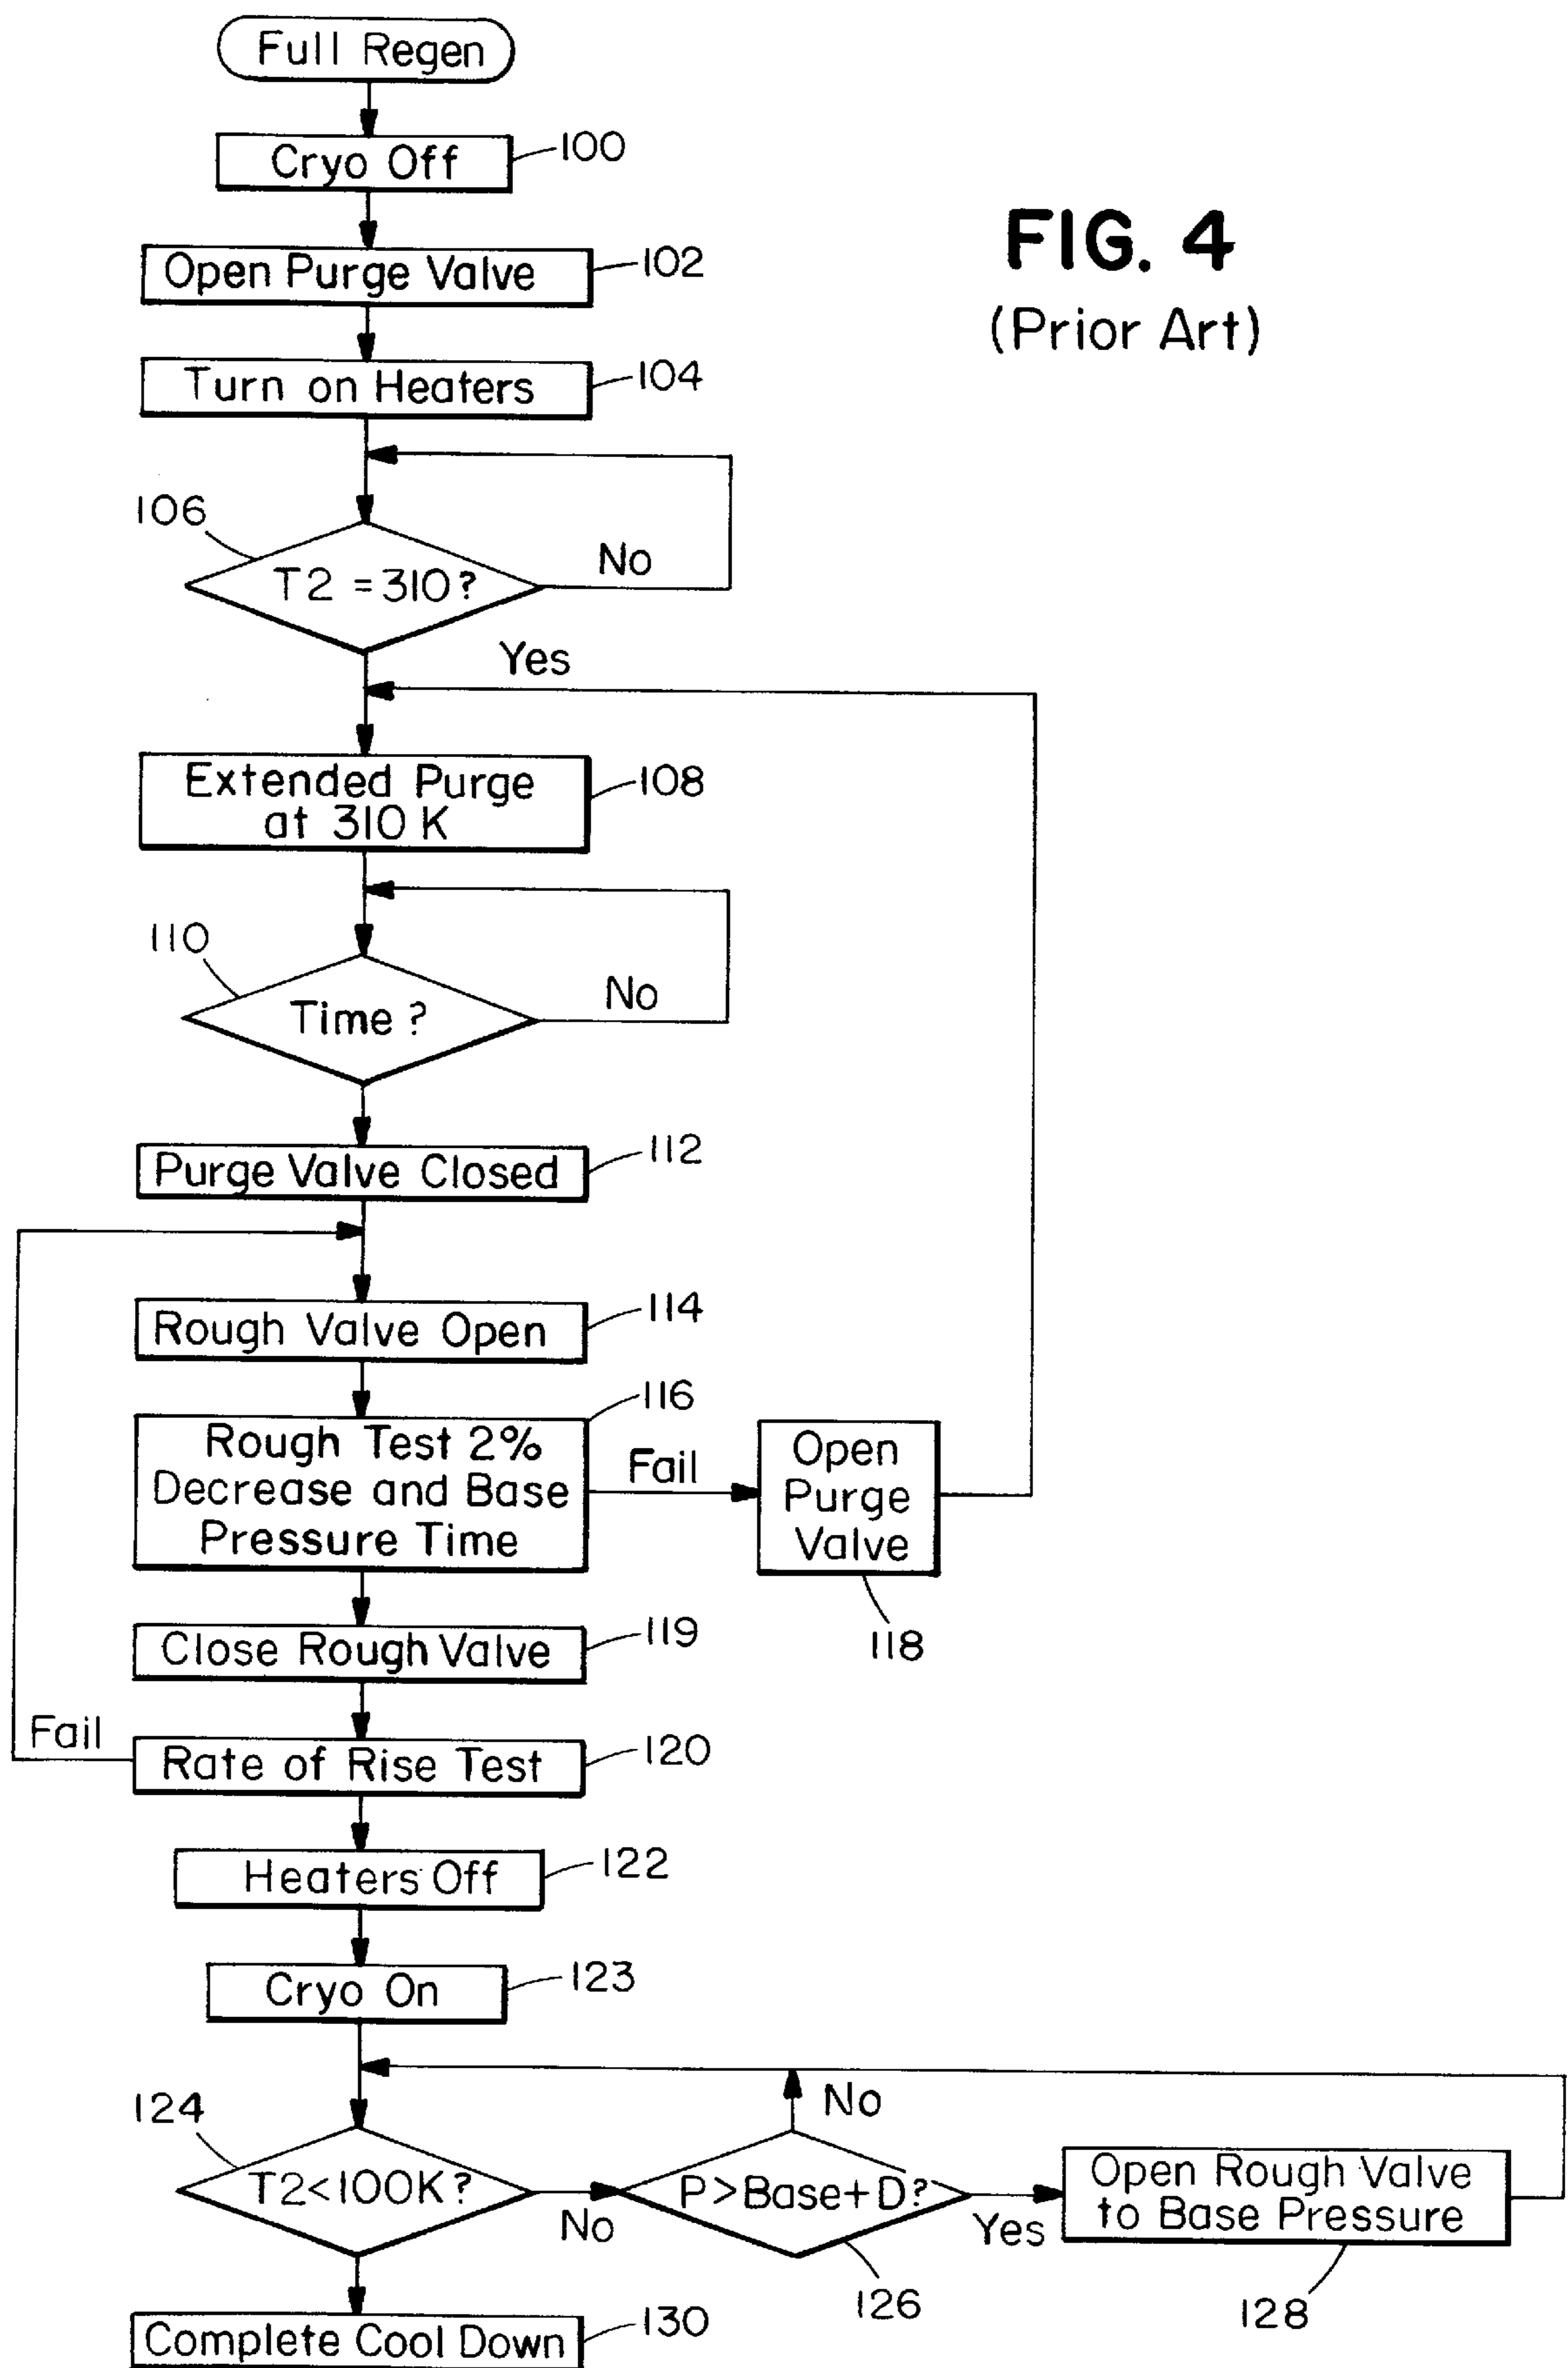 Full Regen
Cryo Off
100
FIG. 4
(Prior Art)
Open Purge Valve
102
Turn on Heaters
104
106
T2 = 310?
No
Yes
Extended Purge
at 310 K
108
110
Time ?
No
Purge Valve Closed
112
Rough Valve Open
114
116
Rough Test 2%
Decrease and Base
Pressure Time
Fail
Open
Purge
Valve
118
Close Rough Valve
119
Fail
Rate of Rise Test
120
Heaters Off
122
Cryo On
123
124
T2<100K?
No
P>Base+D?
No
Yes
126
Open Rough Valve
to Base Pressure
128
Complete Cool Down
130